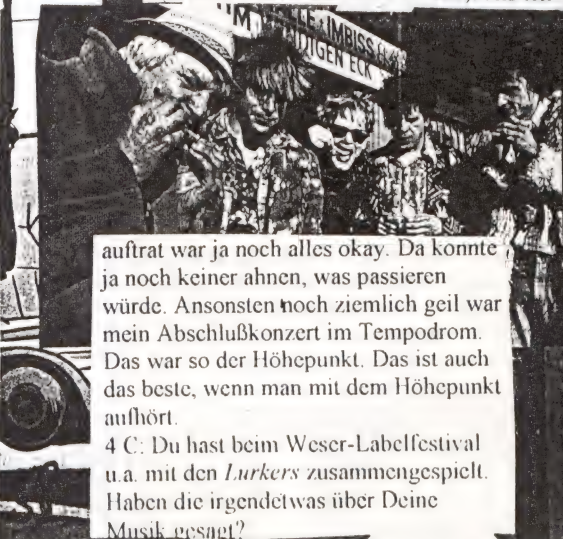 IMBISS
DIGEN ECK
auftrat war ja noch alles okay. Da konnte
ja noch keiner ahnen, was passieren
würde. Ansonsten noch ziemlich geil war
mein Abschlußkonzert im Tempodrom.
Das war so der Höhepunkt. Das ist auch
das beste, wenn man mit dem Höhepunkt
aufhört.
4 C: Du hast beim Weser-Labelfestival
u.a. mit den Lurkers zusammengespielt.
Haben die irgendetwas über Deine
Musik gesagt?